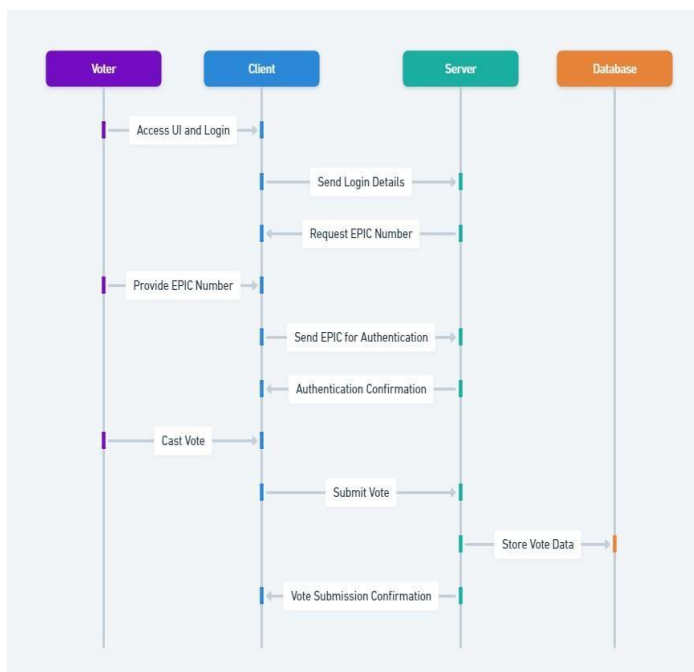 Voter
Client
Server
Database
Access UI and Login
Send Login Details
Request EPIC Number
Provide EPIC Number
Send EPIC for Authentication
Authentication Confirmation
Cast Vote
Submit Vote
Store Vote Data
Vote Submission Confirmation